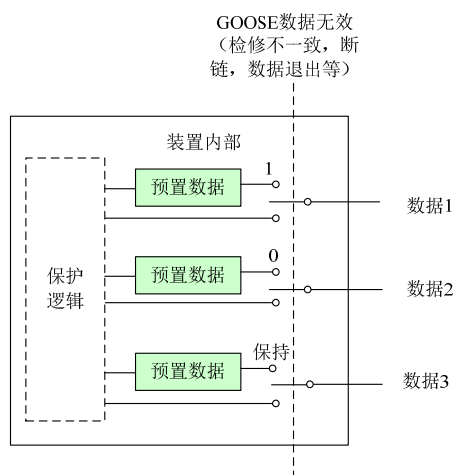 GOOSE数据无效
（检修不一致，断
链，数据退出等）
装置内部
1
预置数据
数据1
0
预置数据
保护
逻辑
数据2
保持
预置数据
数据3